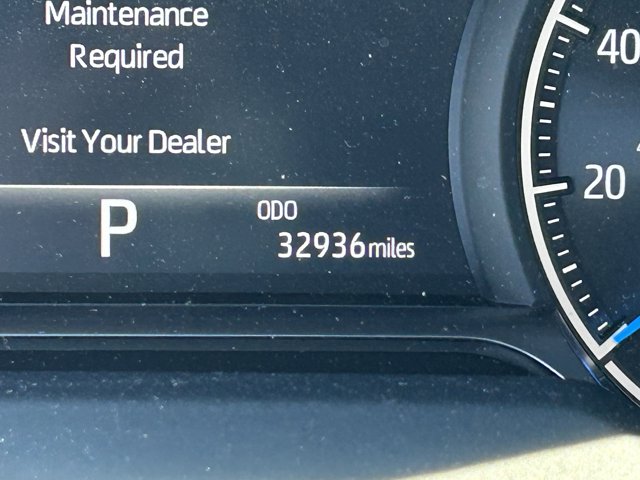 Maintenance
Required
Visit Your Dealer
P
ODO
32936 miles
40
20